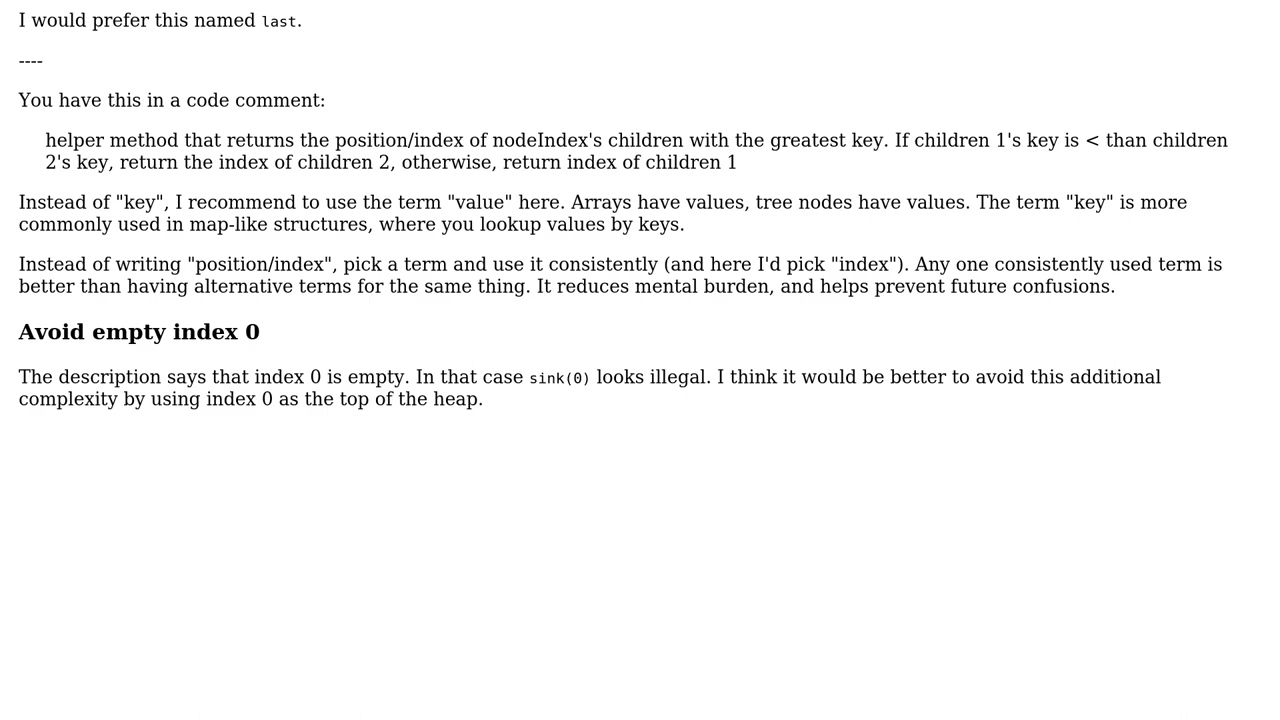 I would prefer this named last.
----
You have this in a code comment:
helper method that returns the position/index of nodeIndex's children with the greatest key. If children 1's key is < than children
2's key, return the index of children 2, otherwise, return index of children 1
Instead of "key", I recommend to use the term "value" here. Arrays have values, tree nodes have values. The term "key" is more
commonly used in map-like structures, where you lookup values by keys.
Instead of writing "position/index", pick a term and use it consistently (and here I'd pick "index"). Any one consistently used term is
better than having alternative terms for the same thing. It reduces mental burden, and helps prevent future confusions.
Avoid empty index 0
The description says that index 0 is empty. In that case sink(0) looks illegal. I think it would be better to avoid this additional
complexity by using index 0 as the top of the heap.